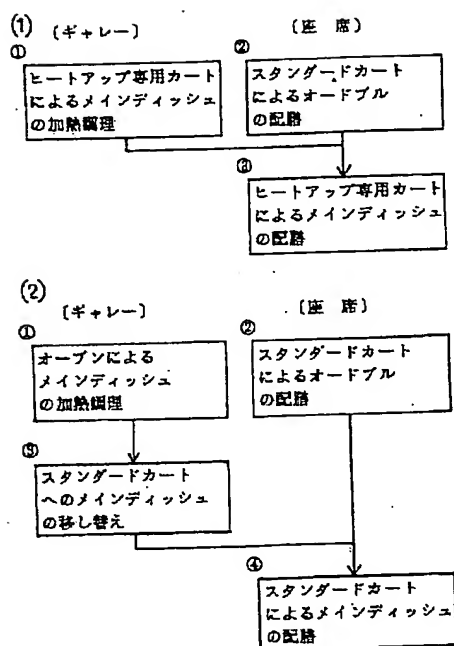 (1)
〔ギャレー〕
〔座 席〕
①
ヒートアップ専用カート
によるメインディッシュ
の加熱調理
②
スタンダードカート
によるオードブル
の配膳
③
ヒートアップ専用カート
によるメインディッシュ
の配膳
(2)
〔ギャレー〕
〔座 席〕
①
オーブンによる
メインディッシュ
の加熱調理
②
スタンダードカート
によるオードブル
の配膳
③
スタンダードカート
へのメインディッシュ
の移し替え
④
スタンダードカート
によるメインディッシュ
の配膳